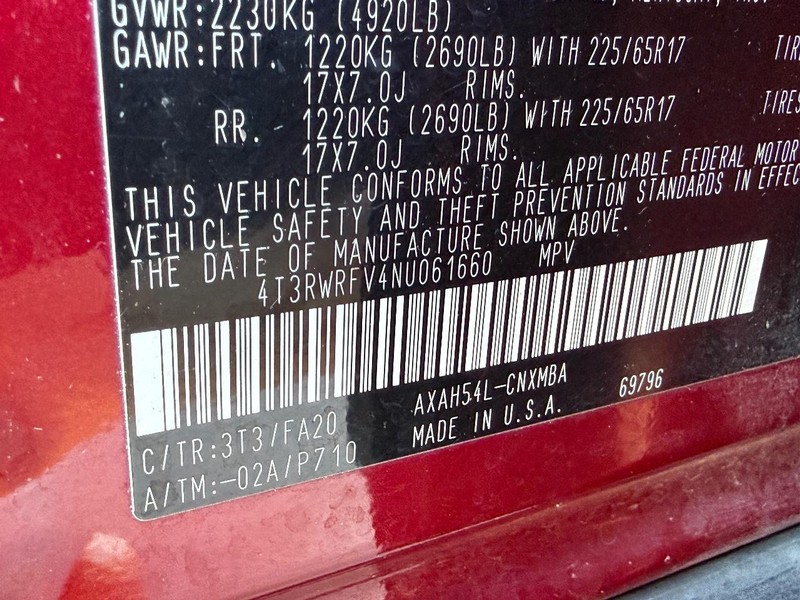 GVWR:2230KG (4920LB)
GAWR:FRT. 1220KG (2690LB) WITH 225/65R17
17X7.0J RIMS.
RR. 1220KG (2690LB) WITH 225/65R17
17X7.0J RIMS.
THIS VEHICLE CONFORMS TO ALL APPLICABLE FEDERAL MOTOR
VEHICLE SAFETY AND THEFT PREVENTION STANDARDS IN EFFEC
THE DATE OF MANUFACTURE SHOWN ABOVE.
4T3RWRFV4NU061660 MPV
AXAH54L-CNXMBA 69796
C/TR:3T3/FA20 MADE IN U.S.A.
A/TM:-02A/P710